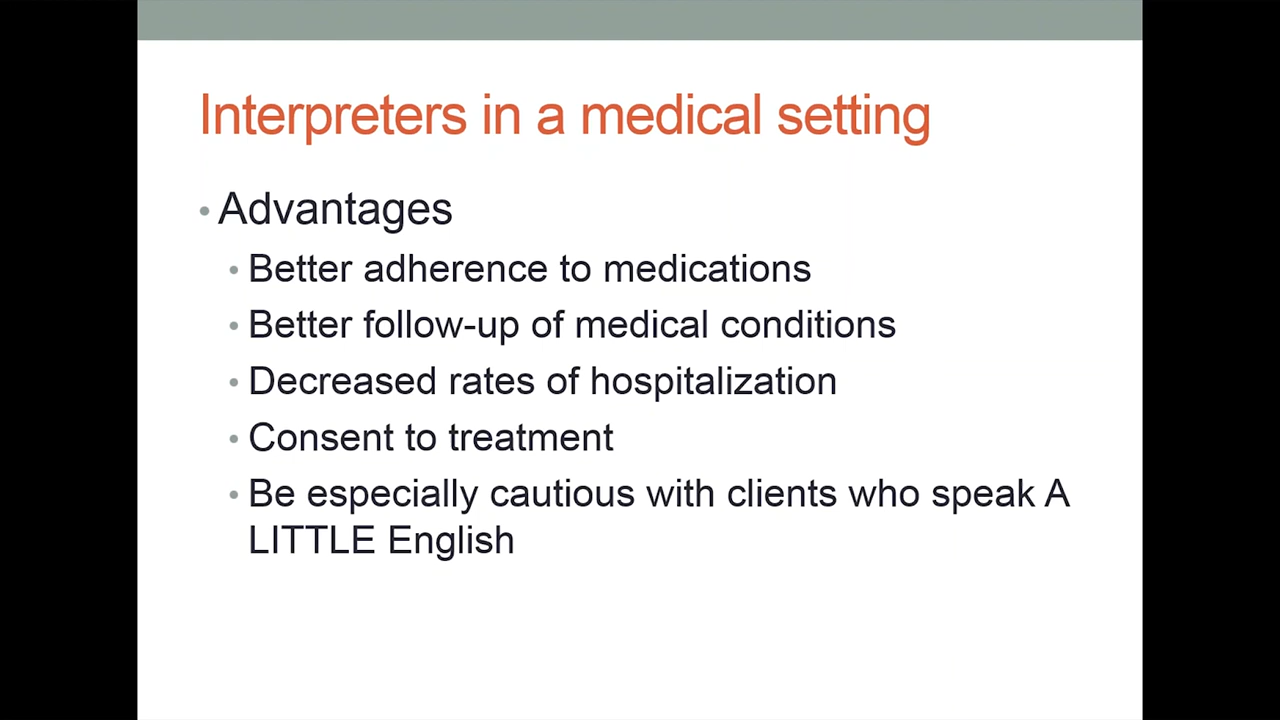 Interpreters in a medical setting
• Advantages
• Better adherence to medications
• Better follow-up of medical conditions
• Decreased rates of hospitalization
• Consent to treatment
• Be especially cautious with clients who speak A
LITTLE English